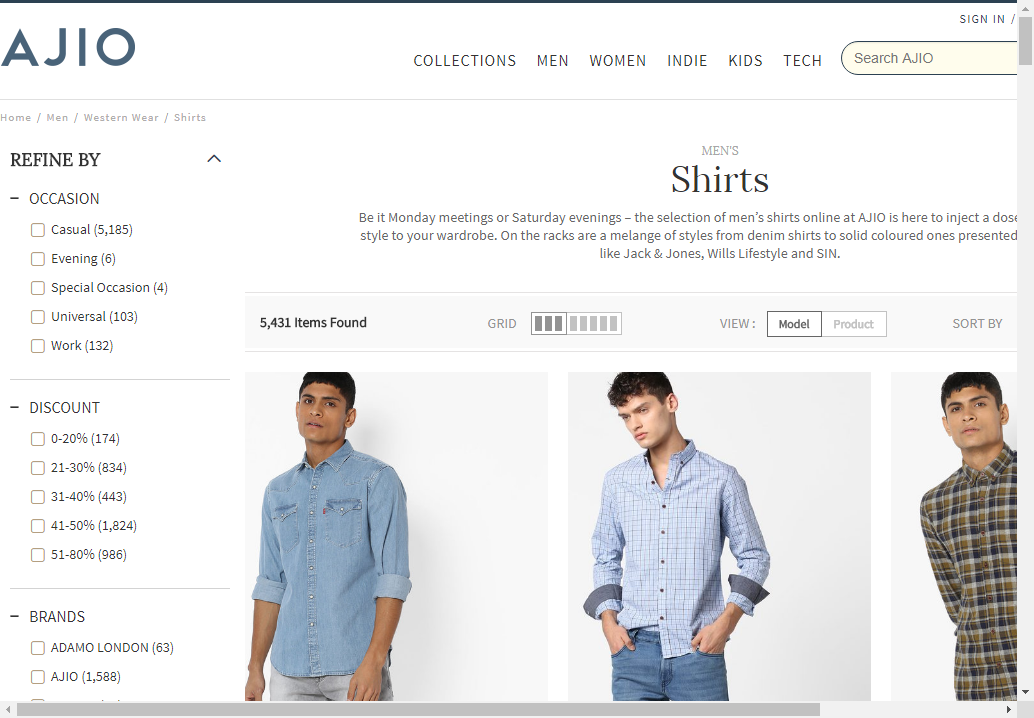 SIGN IN /
AJIO
COLLECTIONS MEN WOMEN INDIE KIDS TECH
Search AJIO
Home / Men / Western Wear / Shirts
REFINE BY
OCCASION
Casual (5,185)
Evening (6)
Special Occasion (4)
Universal (103)
Work (132)
DISCOUNT
0-20% (174)
21-30% (834)
31-40% (443)
41-50% (1,824)
51-80% (986)
BRANDS
ADAMO LONDON (63)
AJIO (1,588)
MEN'S
Shirts
Be it Monday meetings or Saturday evenings – the selection of men’s shirts online at AJIO is here to inject a dose
style to your wardrobe. On the racks are a melange of styles from denim shirts to solid coloured ones presented
like Jack & Jones, Wills Lifestyle and SIN.
5,431 Items Found GRID VIEW : Model Product SORT BY